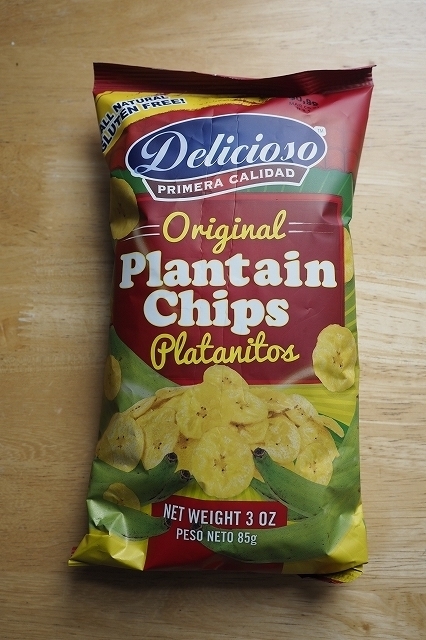 ALL NATURAL
GLUTEN FREE!
Delicioso
PRIMERA CALIDAD
Original
Plantain
Chips
Platanitos
NET WEIGHT 3 OZ
PESO NETO 85g